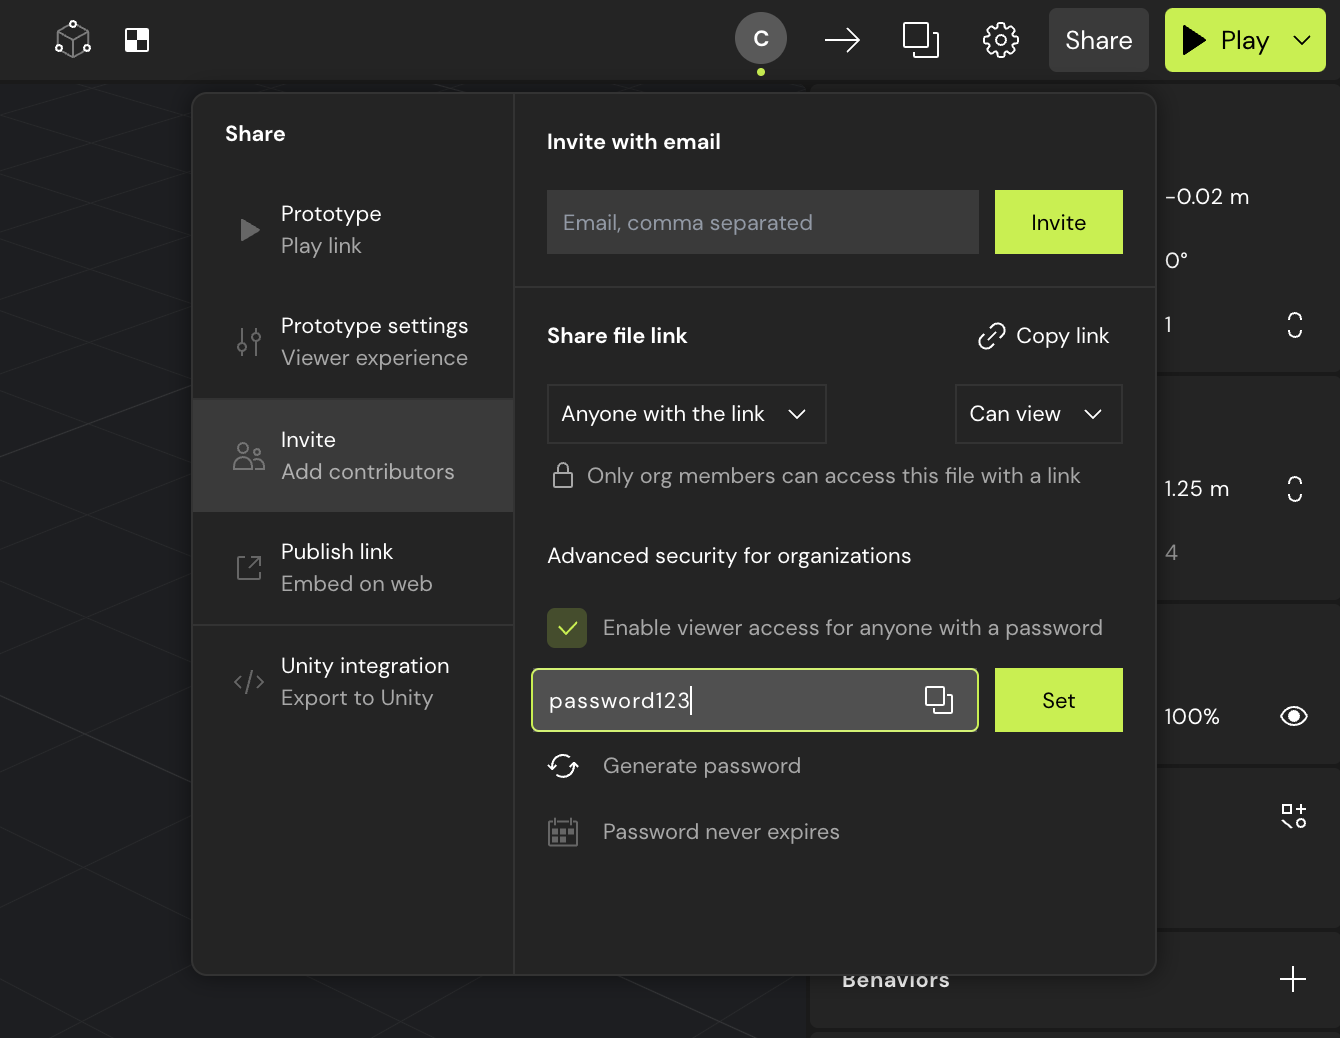 C
Share
Play
Share
Prototype
Play link
Prototype settings
Viewer experience
Invite
Add contributors
Publish link
Embed on web
Unity integration
Export to Unity
Invite with email
Email, comma separated
Invite
Share file link
Copy link
Anyone with the link
Can view
Only org members can access this file with a link
Advanced security for organizations
Enable viewer access for anyone with a password
password123
Set
Generate password
Password never expires
-0.02 m
0°
1
1.25 m
4
100%
Behaviors